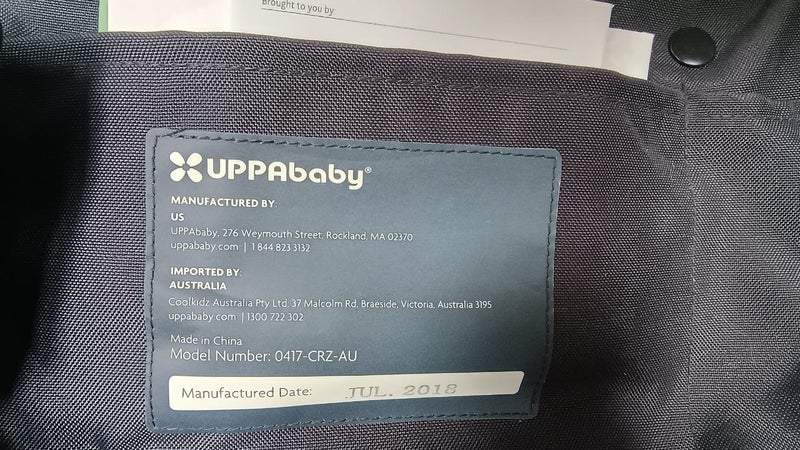 Brought to you by:
UPPAbaby®
MANUFACTURED BY:
US
UPPAbaby, 276 Weymouth Street, Rockland, MA 02370
uppababy.com | 1 844 823 3132
IMPORTED BY:
AUSTRALIA
Coolkidz Australia Pty Ltd, 37 Malcolm Rd, Braeside, Victoria, Australia 3195
uppababy.com | 1300 722 302
Made in China
Model Number: 0417-CRZ-AU
Manufactured Date: JUL. 2018